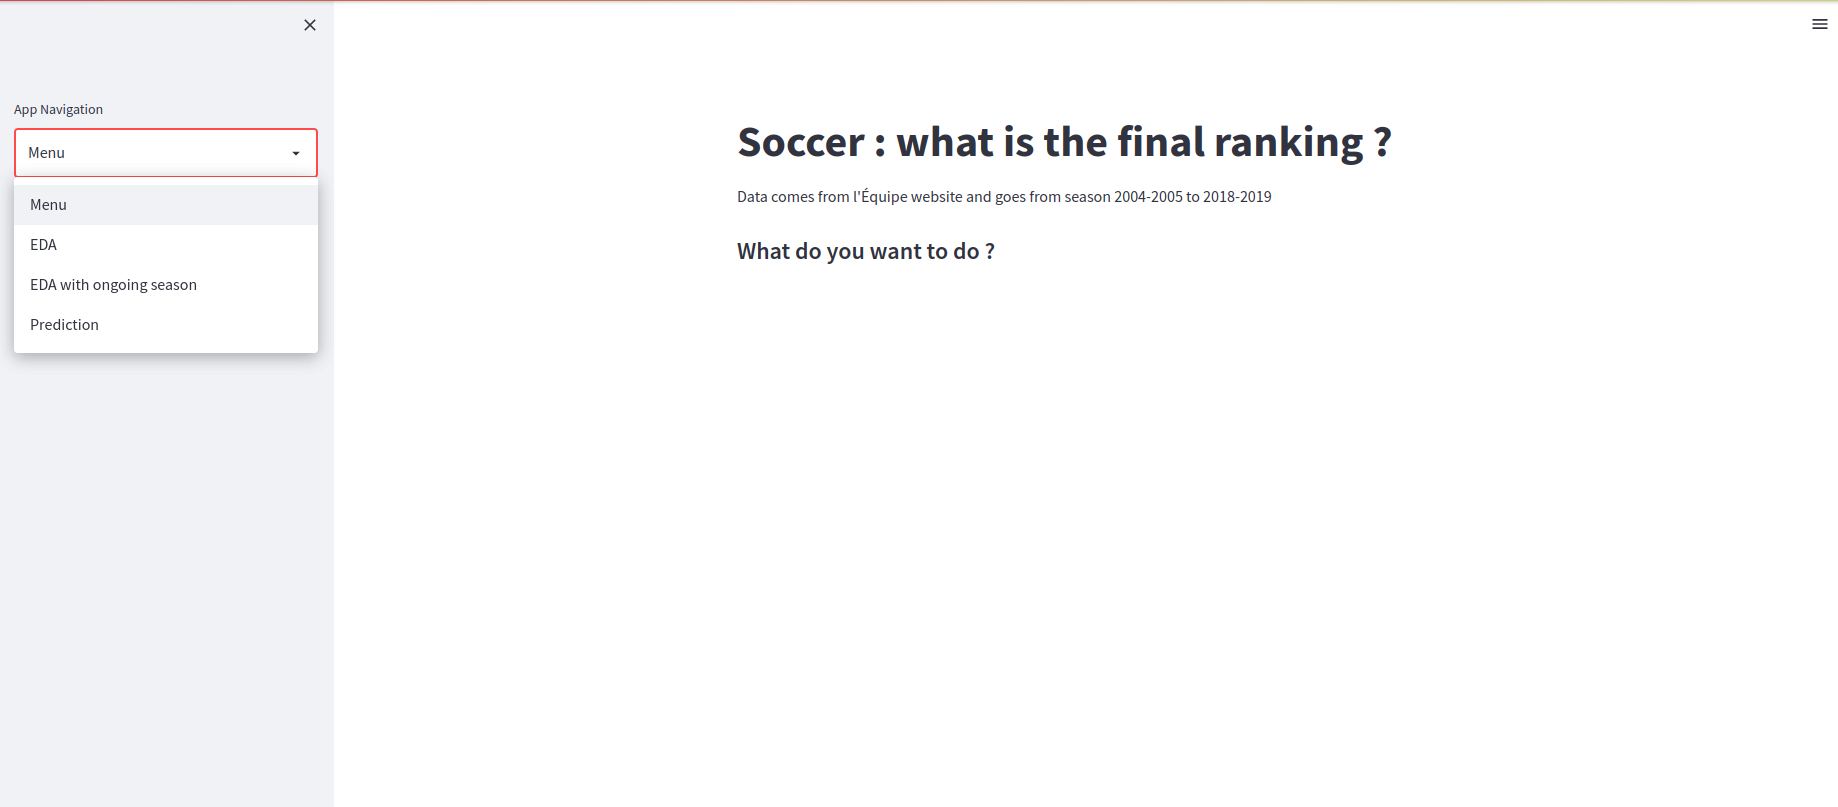 App Navigation
Menu
Menu
EDA
EDA with ongoing season
Prediction
Soccer : what is the final ranking ?
Data comes from l'Équipe website and goes from season 2004-2005 to 2018-2019
What do you want to do ?